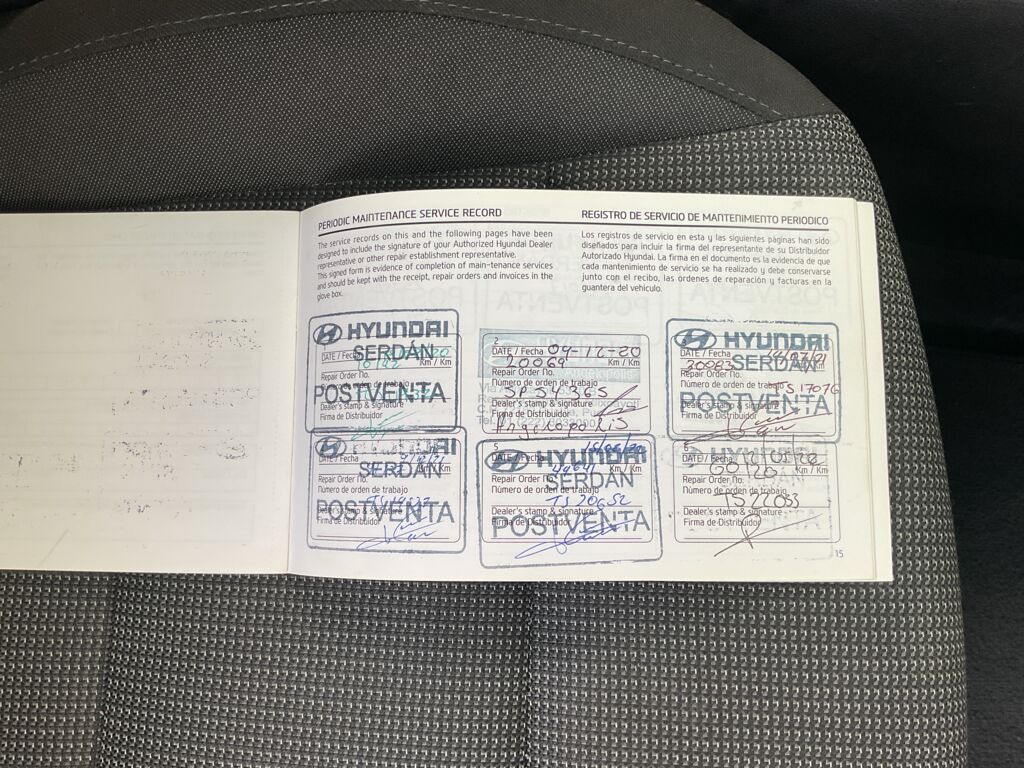 PERIODIC MAINTENANCE SERVICE RECORD
The service records on this and the following pages have been
designed to include the signature of your Authorized Hyundai Dealer
representative or other repair establishment representative.
This signed form is evidence of completion of main-tenance services
and should be kept with the receipt, repair orders and invoices in the
glove box.
REGISTRO DE SERVICIO DE MANTENIMIENTO PERIODICO
Los registros de servicio en esta y las siguientes páginas han sido
diseñados para incluir la firma del representante de su Distribuidor
Autorizado Hyundai. La firma en el documento es la evidencia de que
cada mantenimiento de servicio se ha realizado y debe conservarse
junto con el recibo, las ordenes de reparación y facturas en la
guantera del vehículo.
HYUNDAI
SERDÁN
POSTVENTA
DATE / Fecha
Km / Km
Repair Order No.
Número de orden de trabajo
Dealer's stamp & signature
Firma de Distribuidor
2
DATE / Fecha 04-12-20
20069 Km / Km
Repair Order No.
Número de orden de trabajo
SPS4365
Dealer's stamp & signature
Firma de Distribuidor
Angelopolis
HYUNDAI
SERDÁN
POSTVENTA
DATE / Fecha
Km / Km
Repair Order No.
Número de orden de trabajo
TS 17076
Dealer's stamp & signature
Firma de Distribuidor
HYUNDAI
SERDÁN
POSTVENTA
DATE / Fecha
Km / Km
Repair Order No.
Número de orden de trabajo
Dealer's stamp & signature
Firma de Distribuidor
5
HYUNDAI
SERDÁN
POSTVENTA
DATE / Fecha
Km / Km
Repair Order No.
Número de orden de trabajo
TS 20652
Dealer's stamp & signature
Firma de Distribuidor
6
DATE / Fecha
60120 Km / Km
Repair Order No.
Número de orden de trabajo
TS22033
Dealer's stamp & signature
Firma de Distribuidor
15